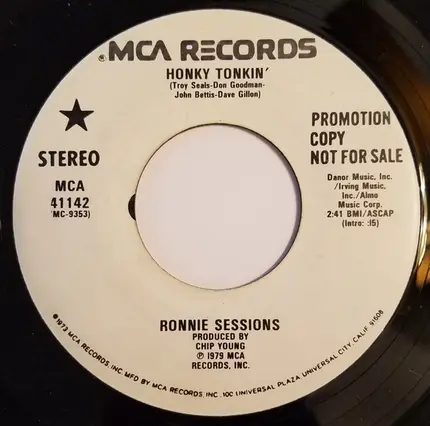 MCA RECORDS
HONKY TONKIN'
(Troy Seals-Don Goodman-
John Bettis-Dave Gillon)
STEREO
MCA
41142
(MC-9353)
PROMOTION
COPY
NOT FOR SALE
Danor Music, Inc.
/Irving Music,
Inc./Almo
Music Corp.
2:41 BMI/ASCAP
(Intro: :15)
RONNIE SESSIONS
PRODUCED BY
CHIP YOUNG
℗ 1979 MCA
RECORDS, INC.
©1973 MCA RECORDS, INC. MFD BY MCA RECORDS, INC., 100 UNIVERSAL PLAZA, UNIVERSAL CITY, CALIF. 91608